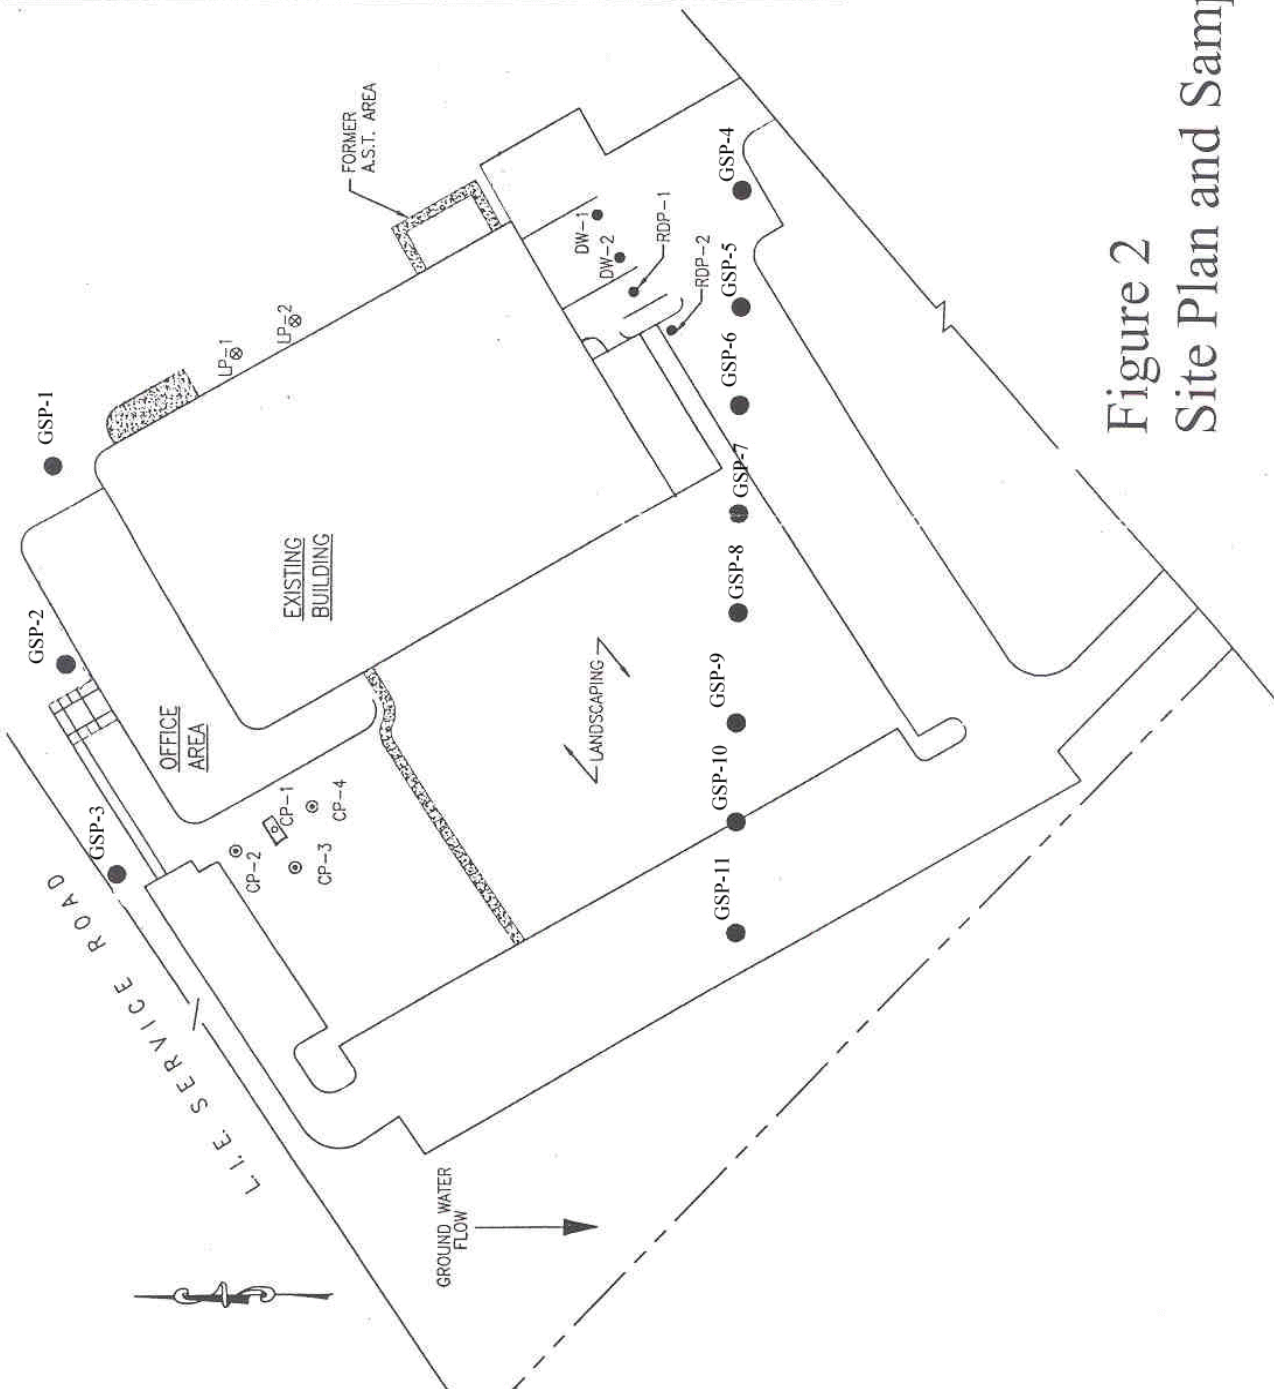 L.I.E. SERVICE ROAD
GSP-3
GSP-2
GSP-1
OFFICE
AREA
EXISTING
BUILDING
CP-2
CP-1
CP-3
CP-4
LP-1
LP-2
FORMER
A.S.T. AREA
DW-1
DW-2
RDP-1
RDP-2
LANDSCAPING
GSP-11
GSP-10
GSP-9
GSP-8
GSP-7
GSP-6
GSP-5
GSP-4
GROUND WATER
FLOW
Figure 2
Site Plan and Samp